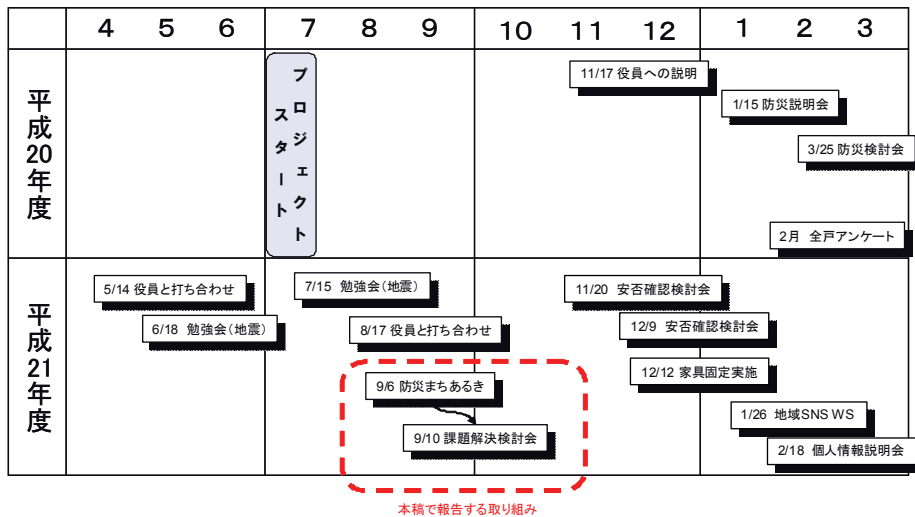 4 5 6 7 8 9 10 11 12 1 2 3
平成20年度
プロジェクト
スタート
11/17 役員への説明
1/15 防災説明会
3/25 防災検討会
2月 全戸アンケート
平成21年度
5/14 役員と打ち合わせ
6/18 勉強会(地震)
7/15 勉強会(地震)
8/17 役員と打ち合わせ
9/6 防災まちあるき
9/10 課題解決検討会
11/20 安否確認検討会
12/9 安否確認検討会
12/12 家具固定実施
1/26 地域SNS WS
2/18 個人情報説明会
本稿で報告する取り組み